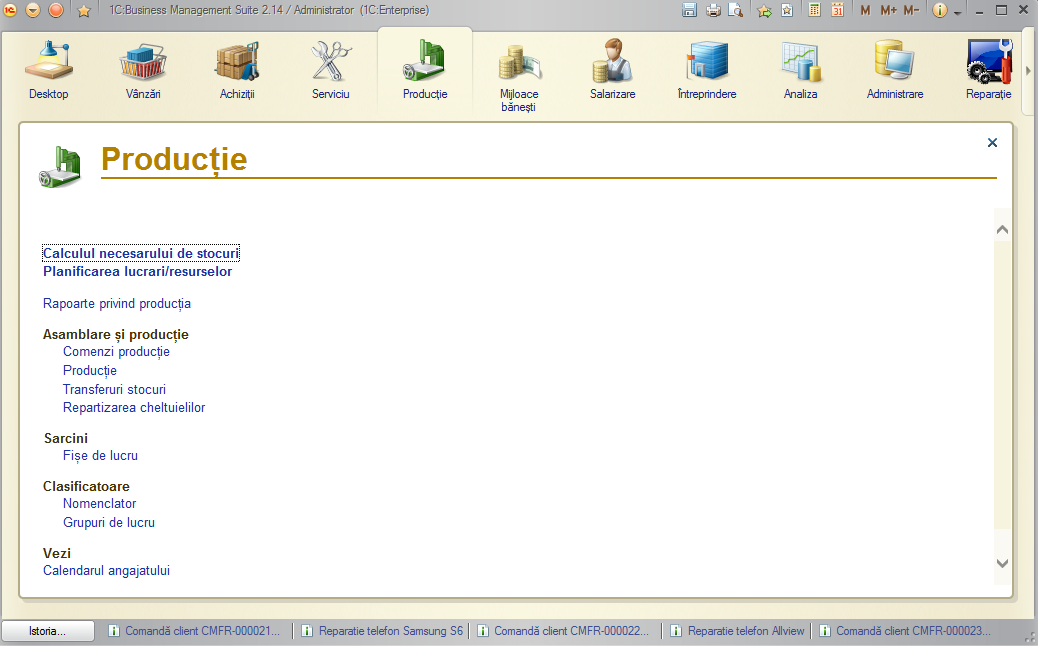 1C:Business Management Suite 2.14 / Administrator (1C:Enterprise)
M M+ M-
Desktop
Vânzări
Achiziții
Serviciu
Producție
Mijloace bănești
Salarizare
Întreprindere
Analiza
Administrare
Reparație
Producție
Calculul necesarului de stocuri
Planificarea lucrari/resurselor
Rapoarte privind producția
Asamblare și producție
Comenzi producție
Producție
Transferuri stocuri
Repartizarea cheltuielilor
Sarcini
Fișe de lucru
Clasificatoare
Nomenclator
Grupuri de lucru
Vezi
Calendarul angajatului
Istoria...
Comandă client CMFR-000021...
Reparatie telefon Samsung S6
Comandă client CMFR-000022...
Reparatie telefon Allview
Comandă client CMFR-000023...